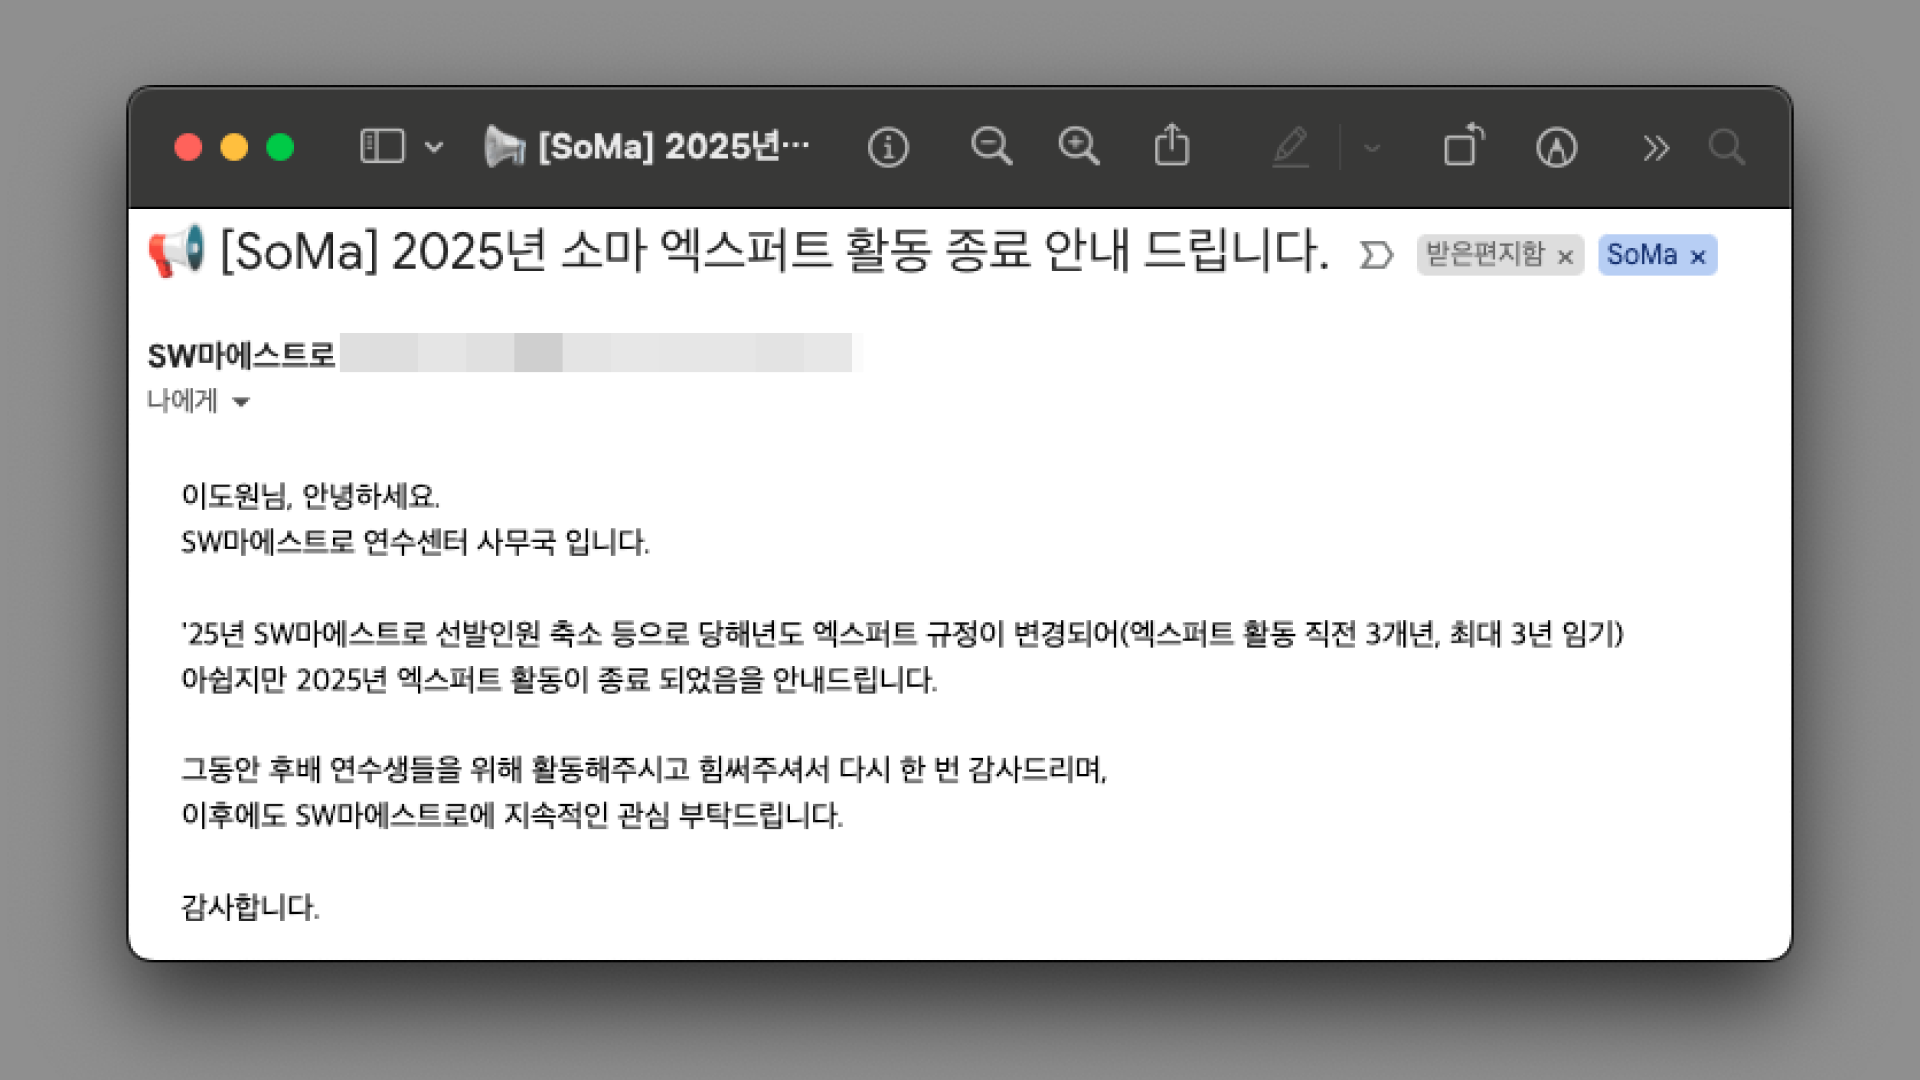 [SoMa] 2025년···
📢 [SoMa] 2025년 소마 엑스퍼트 활동 종료 안내 드립니다. 받은편지함 × SoMa ×
SW마에스트로
나에게
이도원님, 안녕하세요.
SW마에스트로 연수센터 사무국 입니다.
'25년 SW마에스트로 선발인원 축소 등으로 당해년도 엑스퍼트 규정이 변경되어(엑스퍼트 활동 직전 3개년, 최대 3년 임기)
아쉽지만 2025년 엑스퍼트 활동이 종료 되었음을 안내드립니다.
그동안 후배 연수생들을 위해 활동해주시고 힘써주셔서 다시 한 번 감사드리며,
이후에도 SW마에스트로에 지속적인 관심 부탁드립니다.
감사합니다.